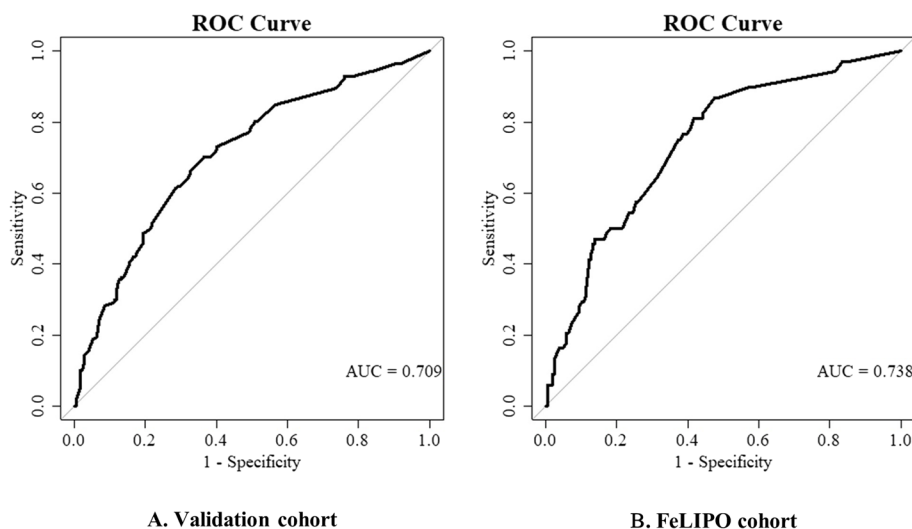 ROC Curve
Sensitivity
0.0 0.2 0.4 0.6 0.8 1.0
AUC = 0.709
0.0 0.2 0.4 0.6 0.8 1.0
1 - Specificity
A. Validation cohort
ROC Curve
Sensitivity
0.0 0.2 0.4 0.6 0.8 1.0
AUC = 0.738
0.0 0.2 0.4 0.6 0.8 1.0
1 - Specificity
B. FeLIPO cohort